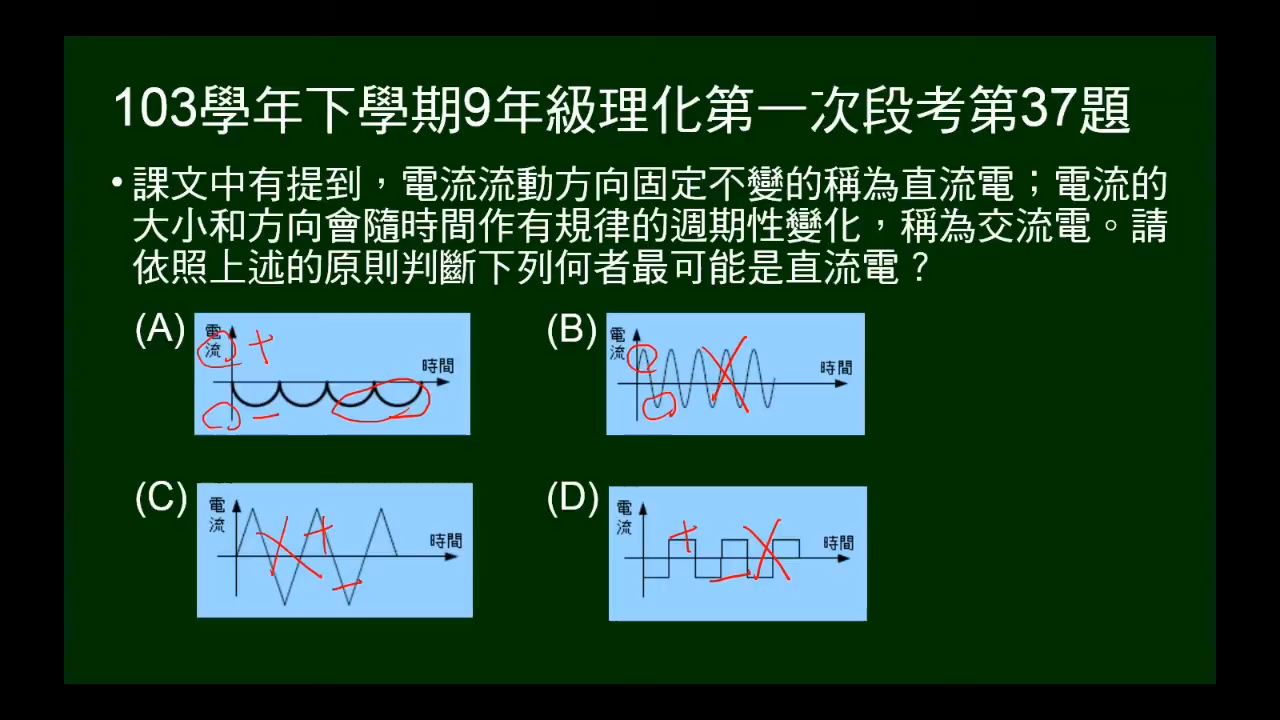 103學年下學期9年級理化第一次段考第37題
•課文中有提到，電流流動方向固定不變的稱為直流電；電流的
大小和方向會隨時間作有規律的週期性變化，稱為交流電。請
依照上述的原則判斷下列何者最可能是直流電？
(A)
電流
+
時間
−
(B)
電流
時間
(C)
電流
+
時間
−
(D)
電流
+
時間
−